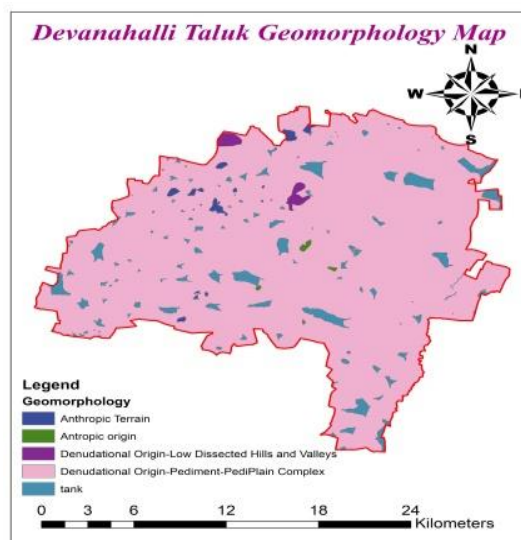 Devanahalli Taluk Geomorphology Map
N
W
S
Legend
Geomorphology
Anthropic Terrain
Antropic origin
Denudational Origin-Low Dissected Hills and Valleys
Denudational Origin-Pediment-PediPlain Complex
tank
0 3 6 12 18 24
Kilometers